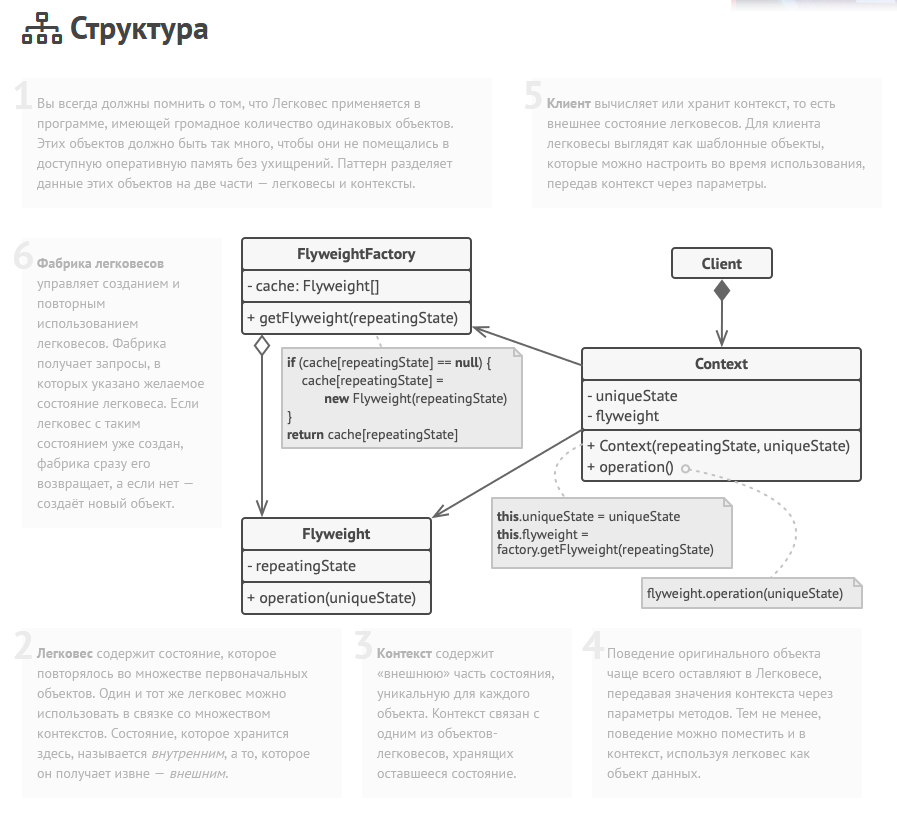 Структура
1
Вы всегда должны помнить о том, что Легковес применяется в
программе, имеющей громадное количество одинаковых объектов.
Этих объектов должно быть так много, чтобы они не помещались в
доступную оперативную память без ухищрений. Паттерн разделяет
данные этих объектов на две части — легковесы и контексты.
5
Клиент вычисляет или хранит контекст, то есть
внешнее состояние легковесов. Для клиента
легковесы выглядят как шаблонные объекты,
которые можно настроить во время использования,
передав контекст через параметры.
6
Фабрика легковесов
управляет созданием и
повторным
использованием
легковесов. Фабрика
получает запросы, в
которых указано желаемое
состояние легковеса. Если
легковес с таким
состоянием уже создан,
фабрика сразу его
возвращает, а если нет —
создаёт новый объект.
FlyweightFactory
- cache: Flyweight[]
+ getFlyweight(repeatingState)
if (cache[repeatingState] == null) {
cache[repeatingState] =
new Flyweight(repeatingState)
}
return cache[repeatingState]
Client
Context
- uniqueState
- flyweight
+ Context(repeatingState, uniqueState)
+ operation()
this.uniqueState = uniqueState
this.flyweight =
factory.getFlyweight(repeatingState)
flyweight.operation(uniqueState)
Flyweight
- repeatingState
+ operation(uniqueState)
2
Легковес содержит состояние, которое
повторялось во множестве первоначальных
объектов. Один и тот же легковес можно
использовать в связке со множеством
контекстов. Состояние, которое хранится
здесь, называется внутренним, а то, которое
он получает извне — внешним.
3
Контекст содержит
«внешнюю» часть состояния,
уникальную для каждого
объекта. Контекст связан с
одним из объектов-
легковесов, хранящих
оставшееся состояние.
4
Поведение оригинального объекта
чаще всего оставляют в Легковесе,
передавая значения контекста через
параметры методов. Тем не менее,
поведение можно поместить и в
контекст, используя легковес как
объект данных.